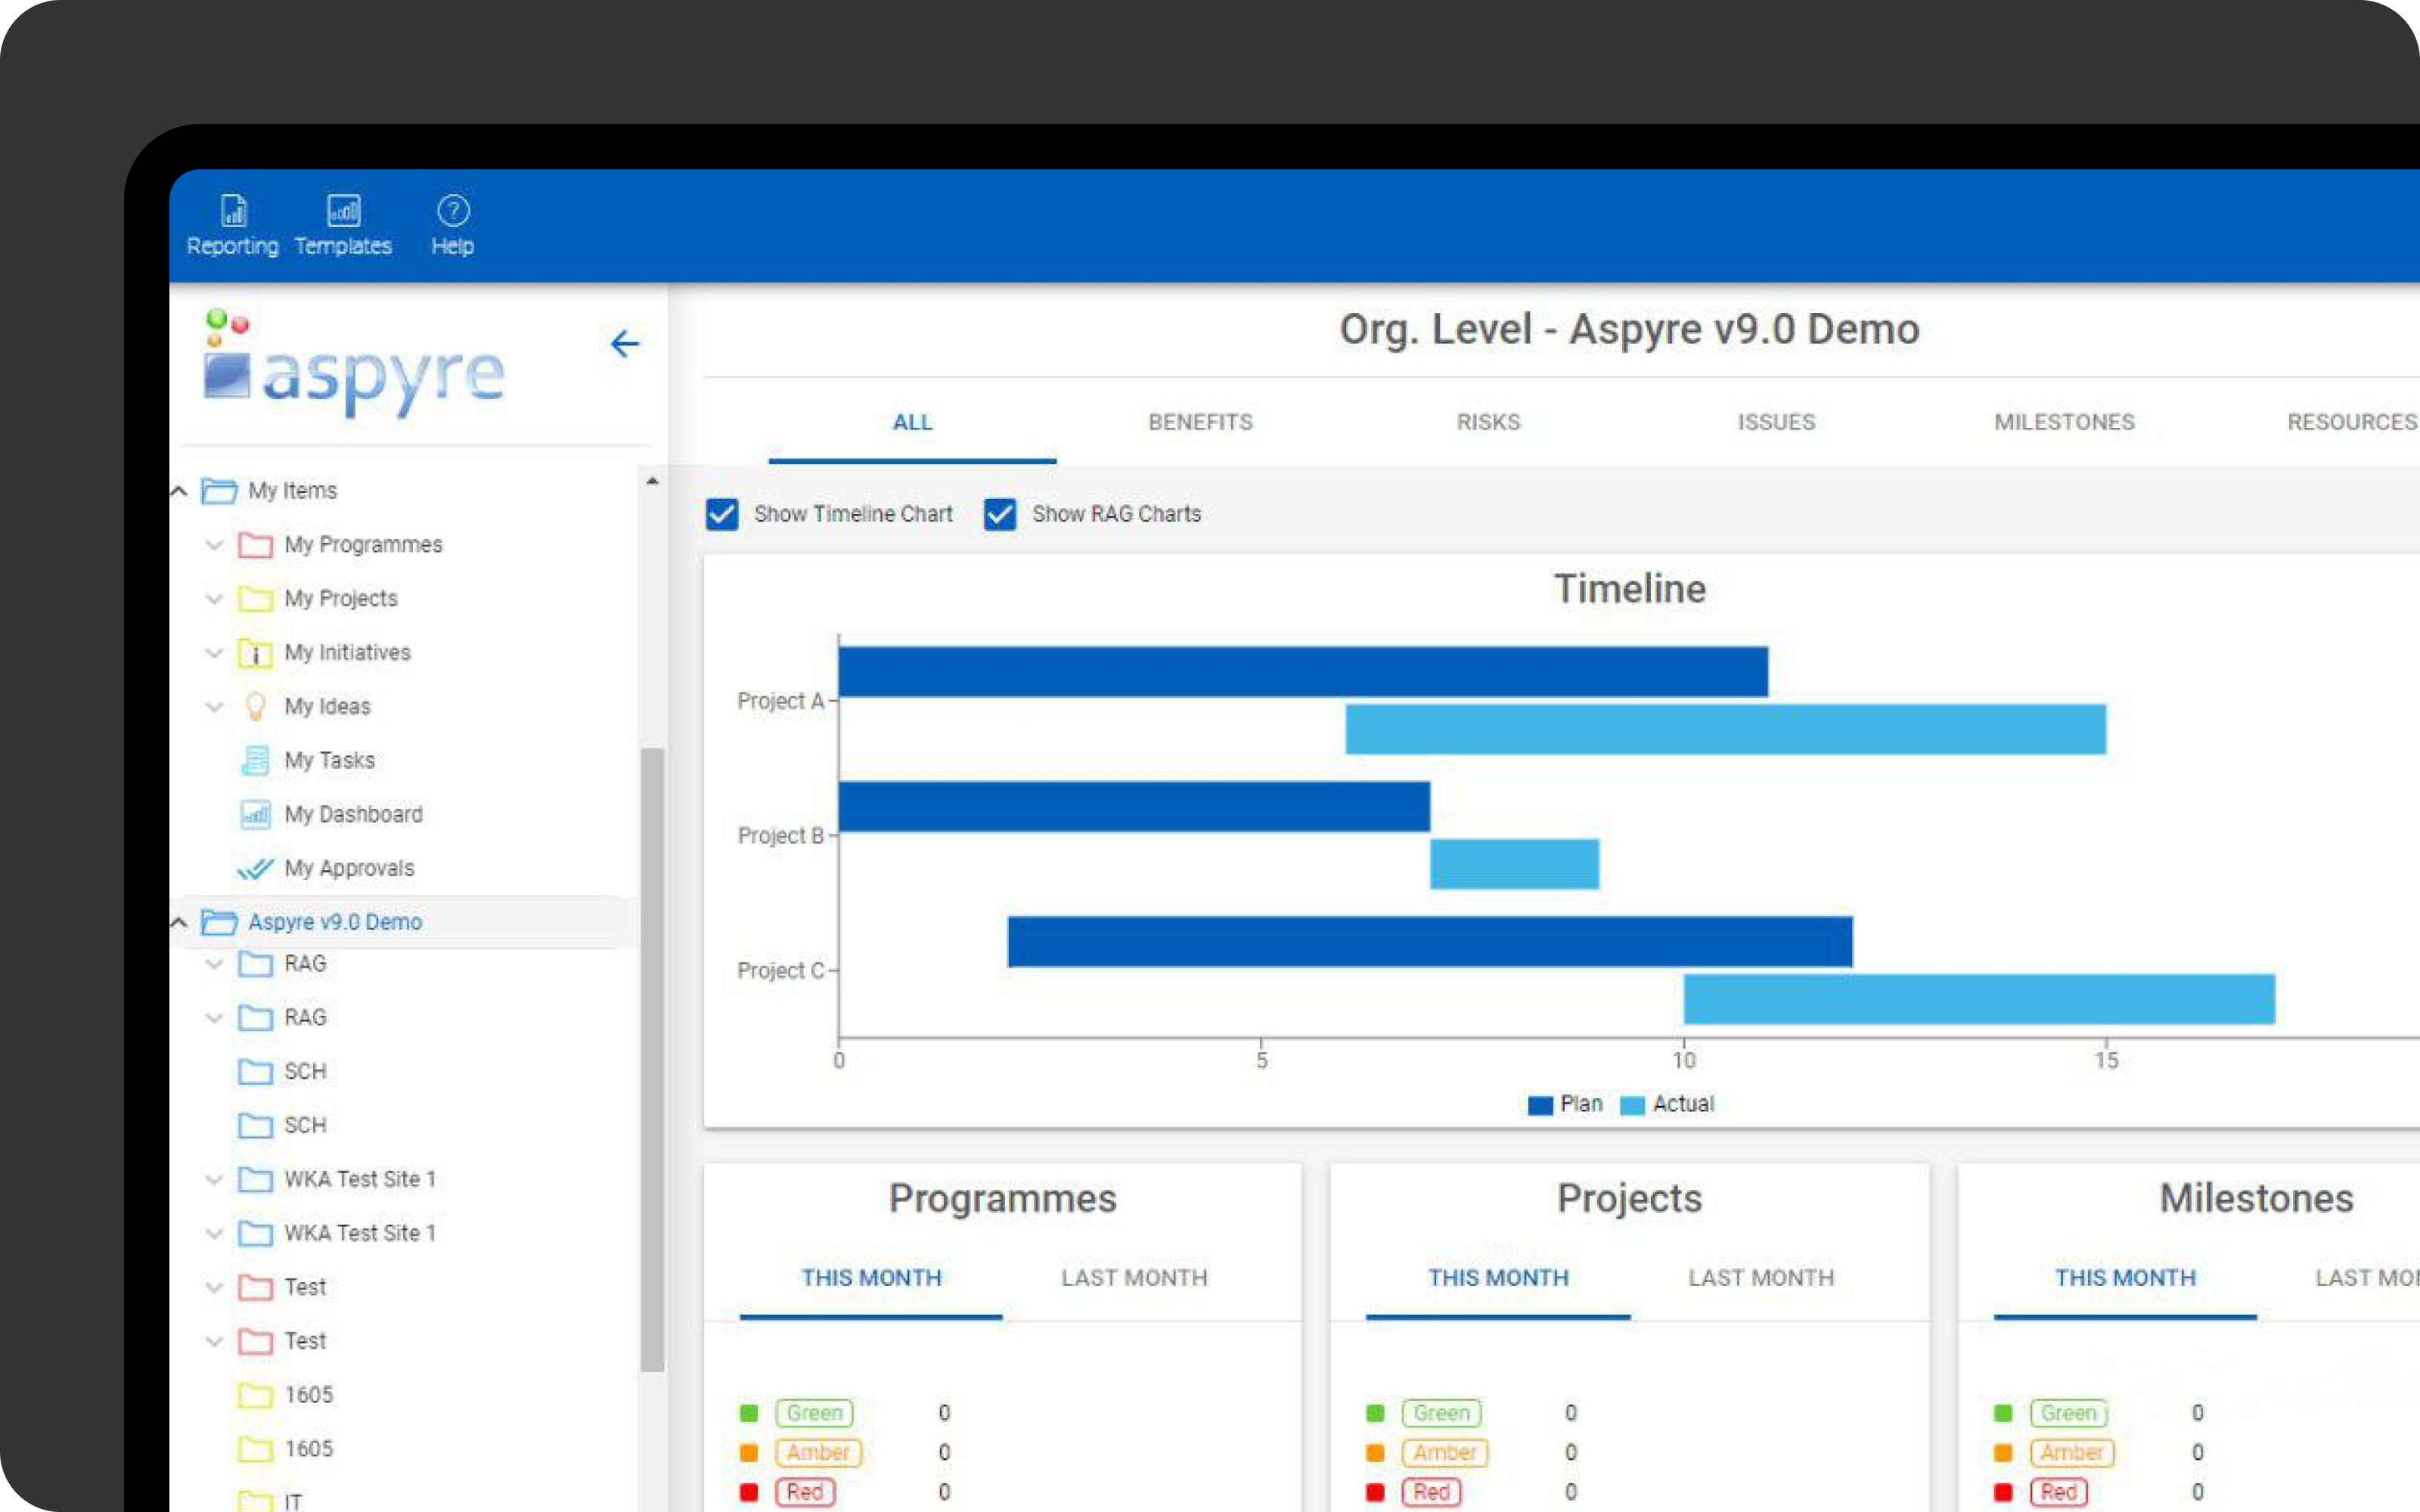 Reporting Templates Help
aspyre
My Items
My Programmes
My Projects
My Initiatives
My Ideas
My Tasks
My Dashboard
My Approvals
Aspyre v9.0 Demo
RAG
RAG
SCH
SCH
WKA Test Site 1
WKA Test Site 1
Test
Test
1605
1605
IT
Org. Level - Aspyre v9.0 Demo
ALL BENEFITS RISKS ISSUES MILESTONES RESOURCES
Show Timeline Chart Show RAG Charts
Timeline
Project A
Project B
Project C
0 5 10 15
Plan Actual
Programmes
THIS MONTH LAST MONTH
Green 0
Amber 0
Red 0
Projects
THIS MONTH LAST MONTH
Green 0
Amber 0
Red 0
Milestones
THIS MONTH LAST
Green 0
Amber 0
Red 0